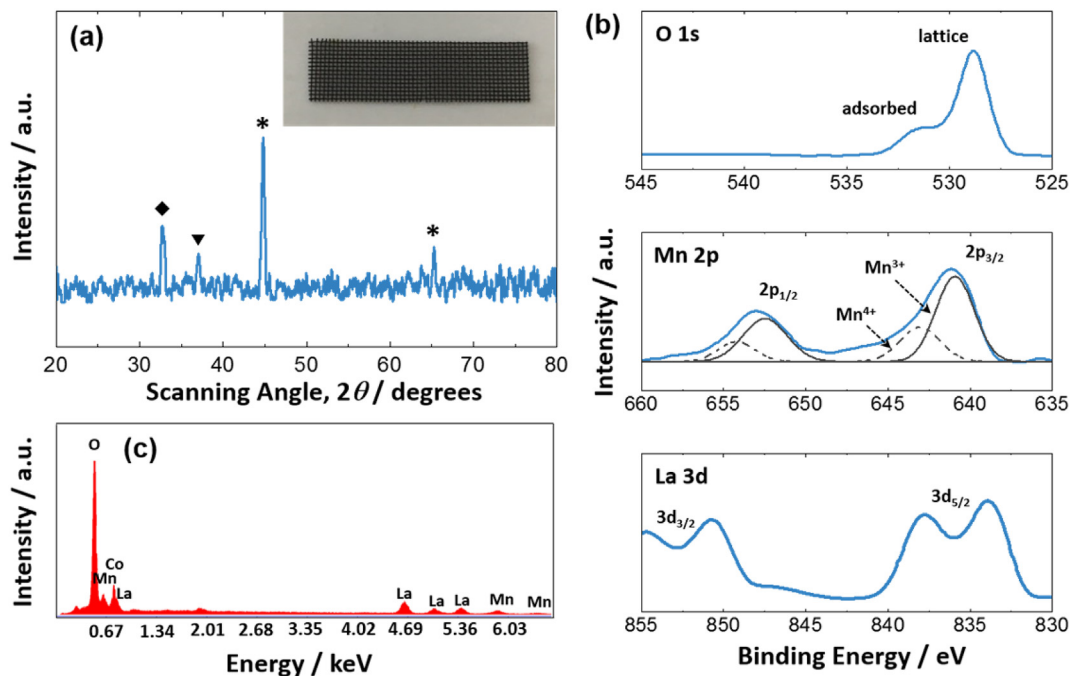 (a)
Intensity / a.u.
*
◆
▼
*
20 30 40 50 60 70 80
Scanning Angle, 2θ / degrees
(c)
Intensity / a.u.
O
Mn
Co
La
La
La
La
Mn
Mn
0.67 1.34 2.01 2.68 3.35 4.02 4.69 5.36 6.03
Energy / keV
(b)
Intensity / a.u.
O 1s
lattice
adsorbed
545 540 535 530 525
Mn 2p
2p1/2
Mn4+
Mn3+
2p3/2
660 655 650 645 640 635
La 3d
3d3/2
3d5/2
855 850 840 835 830
Binding Energy / eV